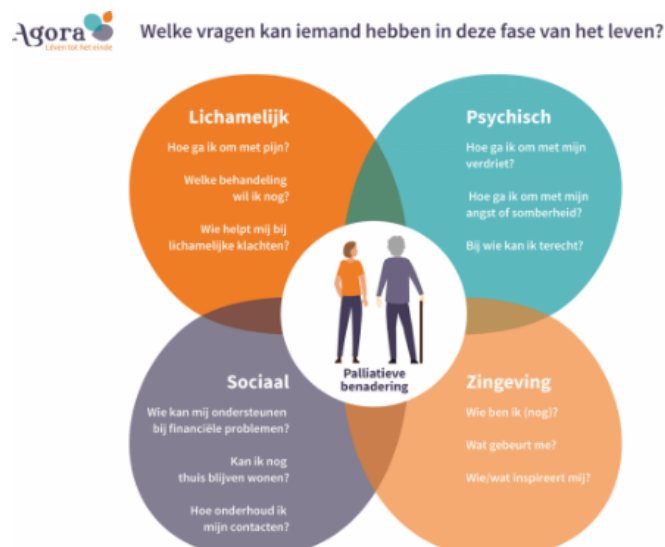 Agora
Léven tot het einde
Welke vragen kan iemand hebben in deze fase van het leven?
Lichamelijk
Hoe ga ik om met pijn?
Welke behandeling
wil ik nog?
Wie helpt mij bij
lichamelijke klachten?
Psychisch
Hoe ga ik om met mijn
verdriet?
Hoe ga ik om met mijn
angst of somberheid?
Bij wie kan ik terecht?
Palliatieve
benadering
Sociaal
Wie kan mij ondersteunen
bij financiële problemen?
Kan ik nog
thuis blijven wonen?
Hoe onderhoud ik
mijn contacten?
Zingeving
Wie ben ik (nog)?
Wat gebeurt me?
Wie/wat inspireert mij?